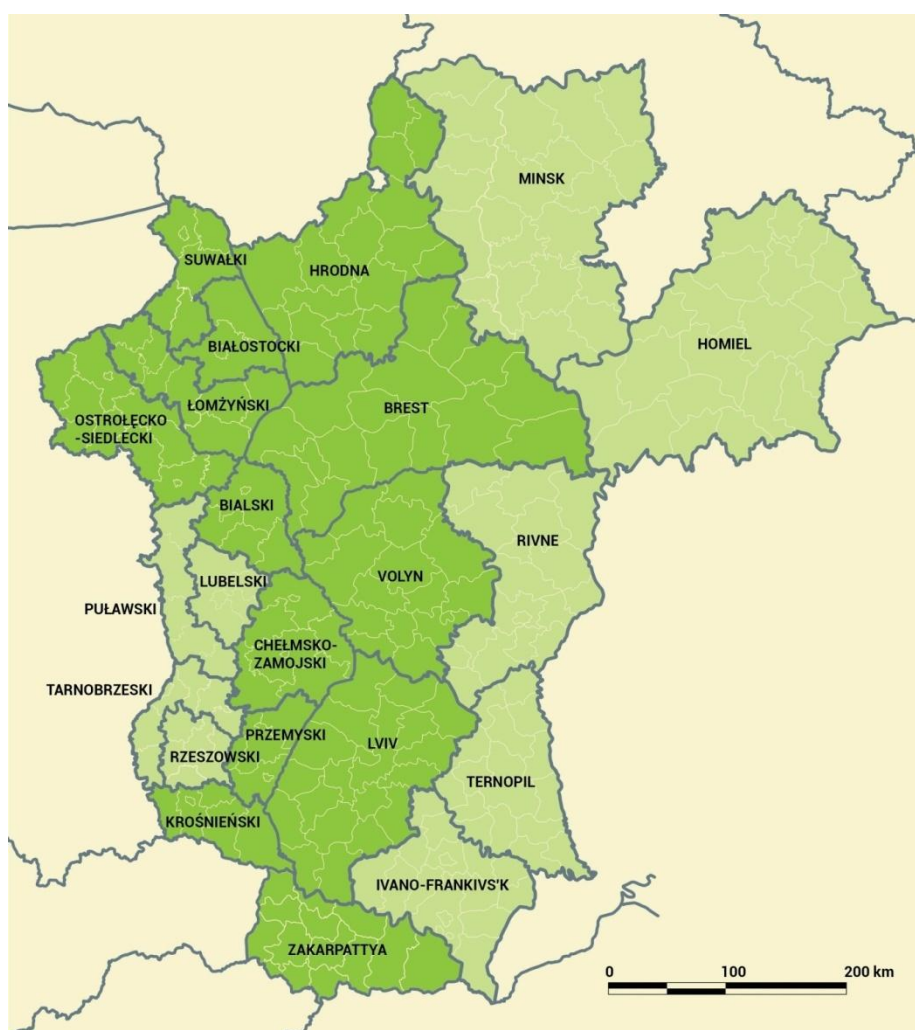 MINSK
SUWAŁKI
HRODNA
BIAŁOSTOCKI
HOMIEL
ŁOMŻYŃSKI
BREST
OSTROŁĘCKO
-SIEDLECKI
BIALSKI
RIVNE
LUBELSKI
VOLYN
PUŁAWSKI
CHEŁMSKO-
ZAMOJSKI
TARNOBRZESKI
PRZEMYSKI
LVIV
RZESZOWSKI
TERNOPIL
KROŚNIEŃSKI
IVANO-FRANKIVS'K
ZAKARPATTYA
0 100 200 km